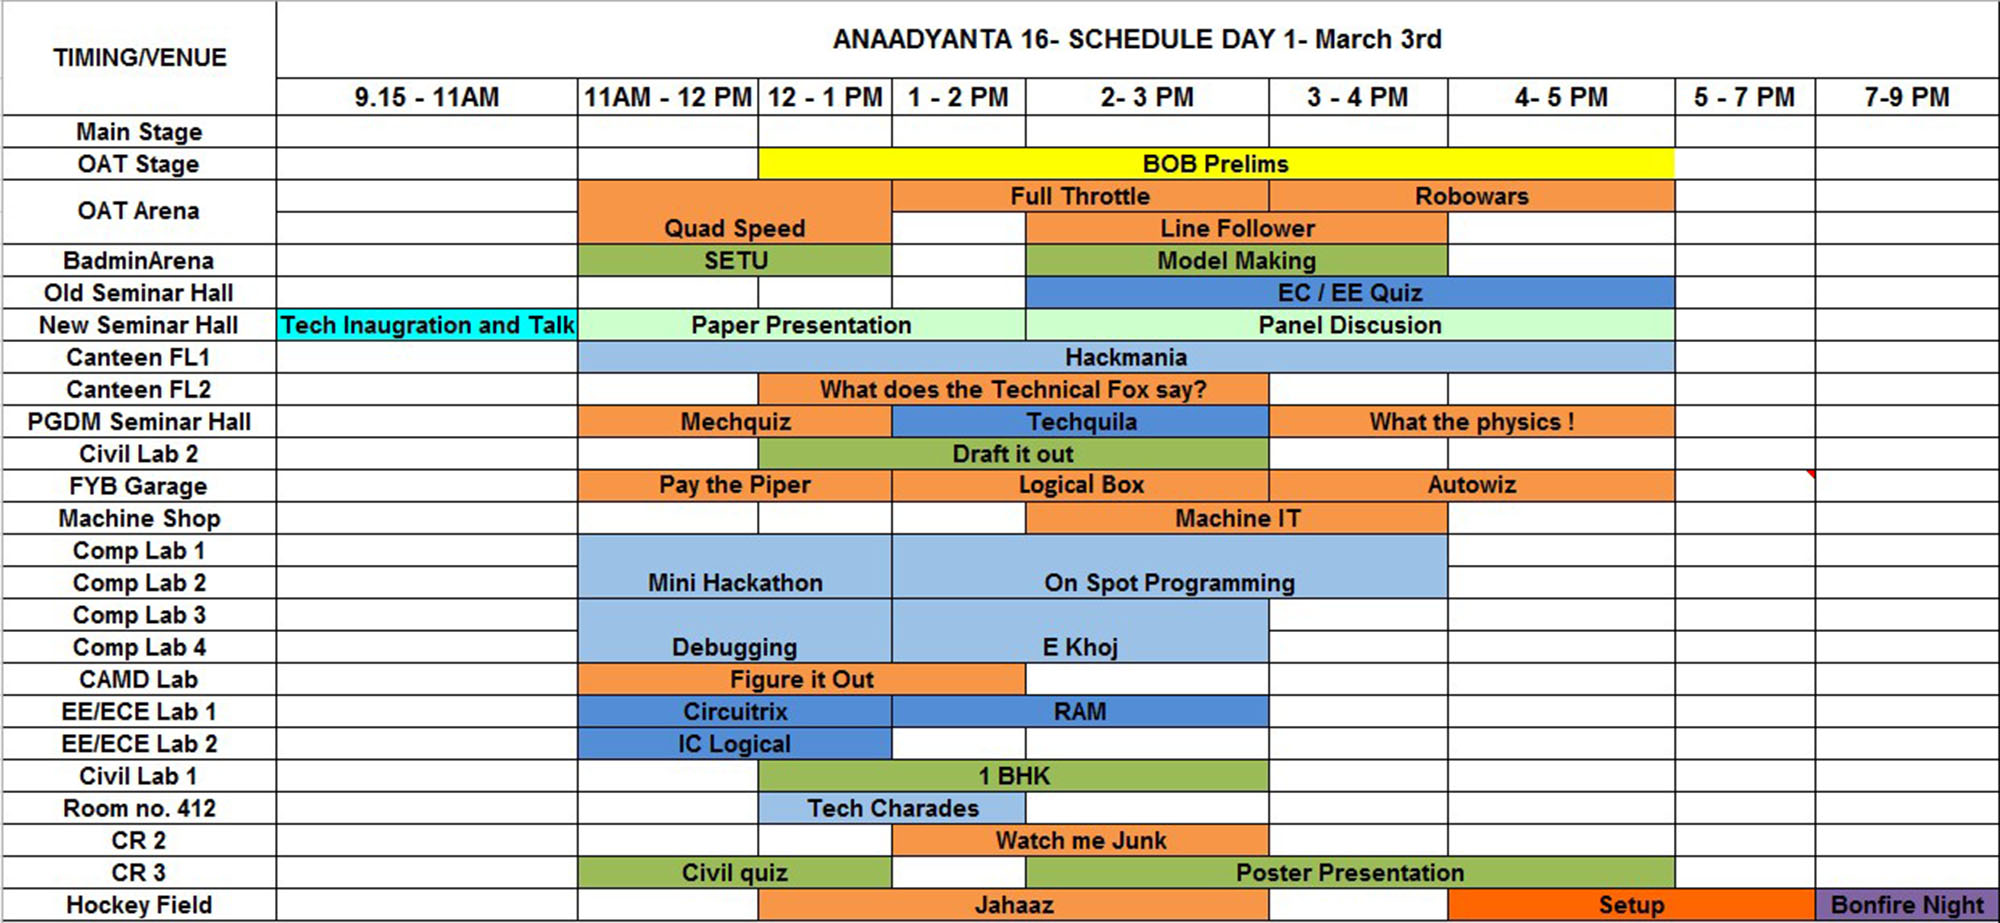 TIMING/VENUE
ANAADYANTA 16- SCHEDULE DAY 1- March 3rd
9.15 - 11AM 11AM - 12 PM 12 - 1 PM 1 - 2 PM 2- 3 PM 3 - 4 PM 4- 5 PM 5 - 7 PM 7-9 PM
Main Stage
OAT Stage BOB Prelims
OAT Arena Full Throttle Robowars
Quad Speed Line Follower
BadminArena SETU Model Making
Old Seminar Hall EC / EE Quiz
New Seminar Hall Tech Inaugration and Talk Paper Presentation Panel Discusion
Canteen FL1 Hackmania
Canteen FL2 What does the Technical Fox say?
PGDM Seminar Hall Mechquiz Techquila What the physics !
Civil Lab 2 Draft it out
FYB Garage Pay the Piper Logical Box Autowiz
Machine Shop Machine IT
Comp Lab 1
Comp Lab 2 Mini Hackathon On Spot Programming
Comp Lab 3
Comp Lab 4 Debugging E Khoj
CAMD Lab Figure it Out
EE/ECE Lab 1 Circuitrix RAM
EE/ECE Lab 2 IC Logical
Civil Lab 1 1 BHK
Room no. 412 Tech Charades
CR 2 Watch me Junk
CR 3 Civil quiz Poster Presentation
Hockey Field Jahaaz Setup Bonfire Night